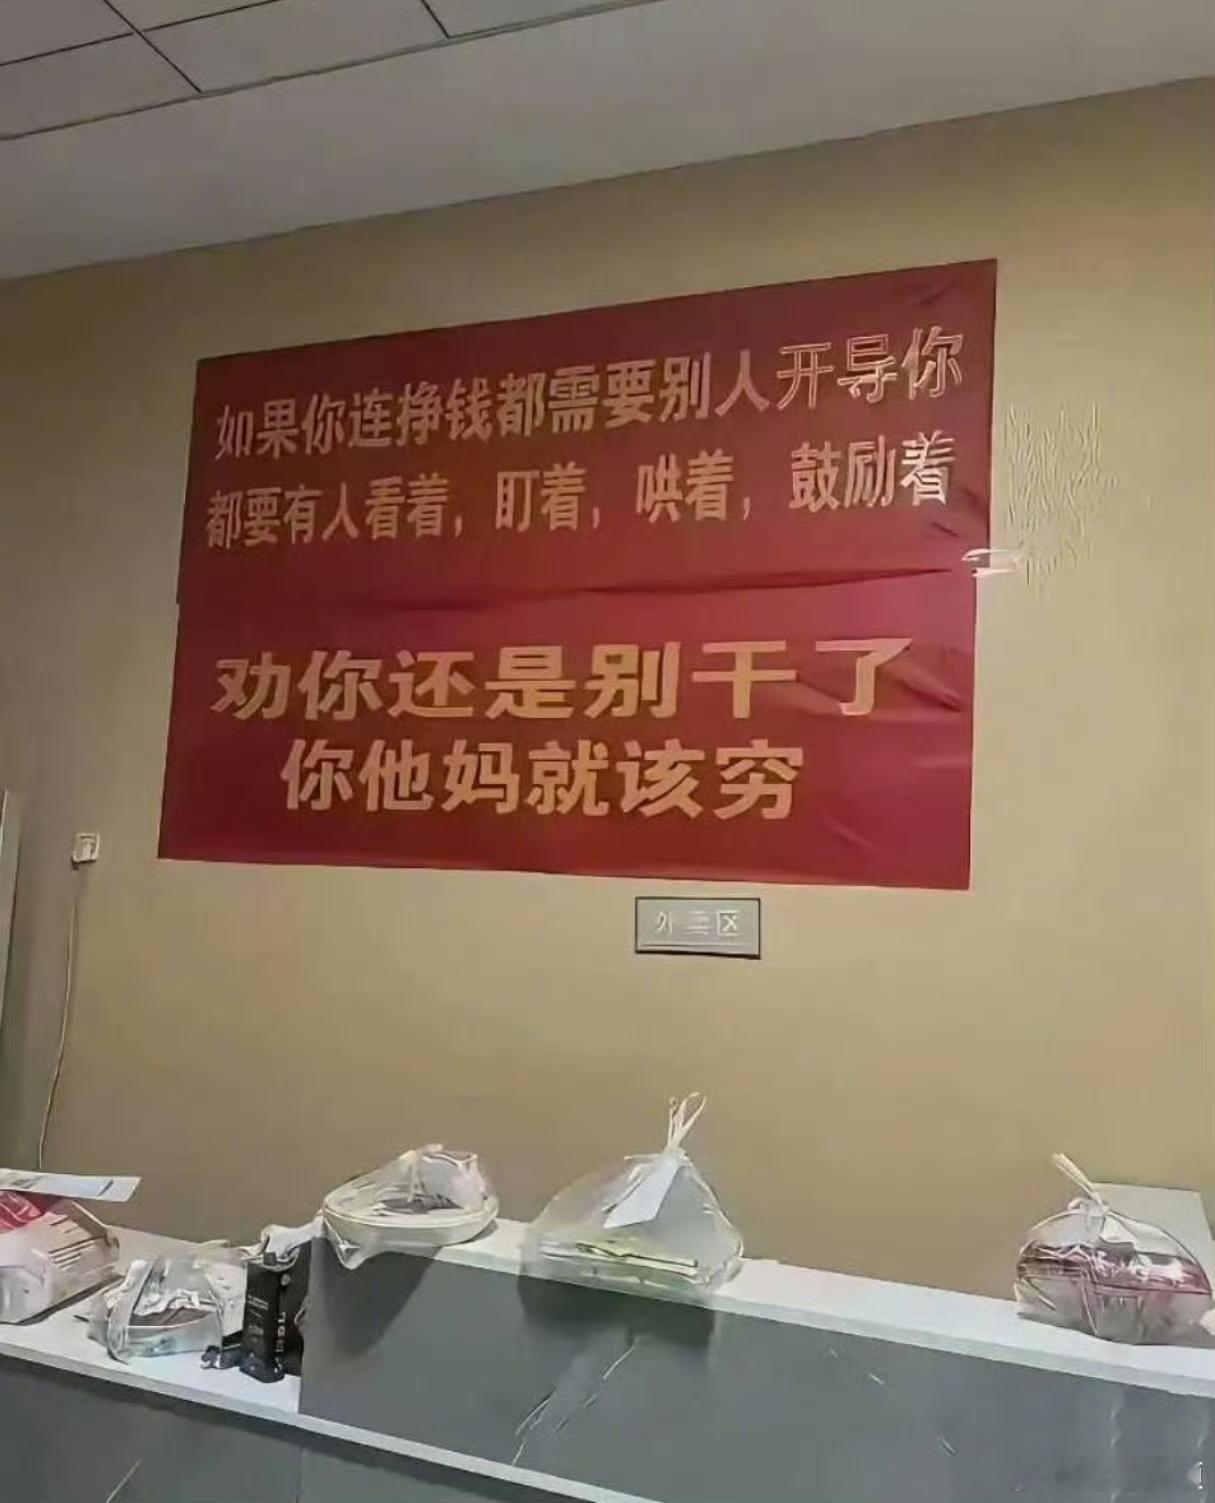 如果你连挣钱都需要别人开导你
都要有人看着，盯着，哄着，鼓励着
劝你还是别干了
你他妈就该穷